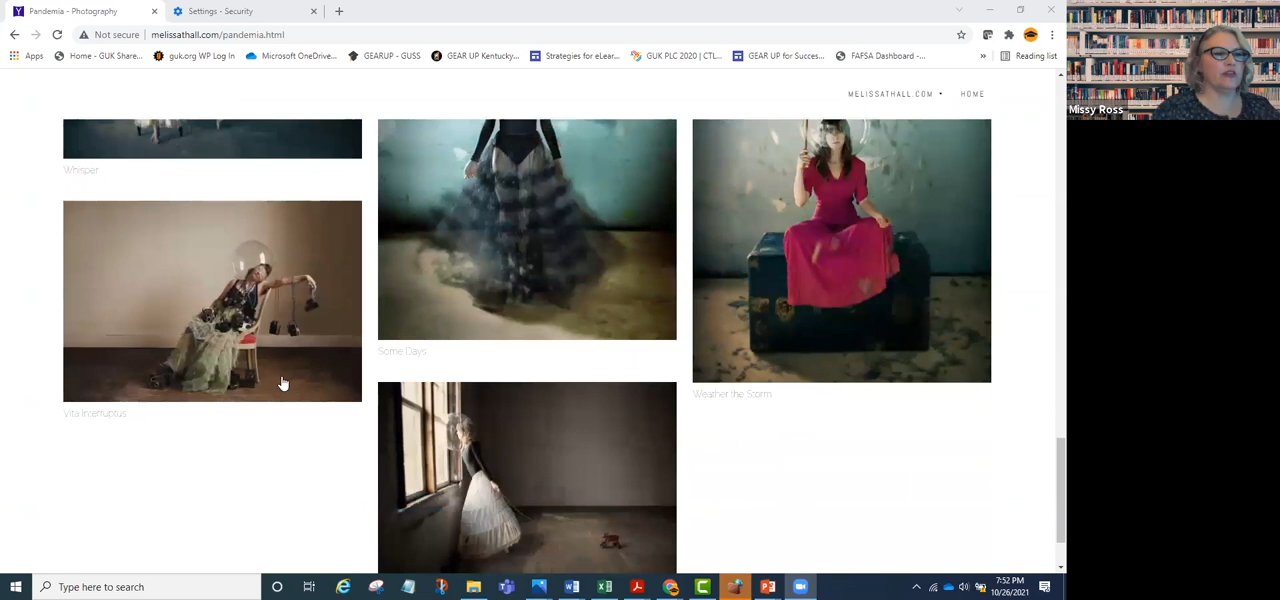 Pandemia - Photography
Settings - Security
Not secure
melissathall.com/pandemia.html
Apps
Home - GUK Share...
guk.org WP Log In
Microsoft OneDrive...
GEARUP - GUSS
GEAR UP Kentucky...
Strategies for eLear...
GUK PLC 2020 | CTL...
GEAR UP for Succes...
FAFSA Dashboard -...
»
Reading list
MELISSATHALL.COM
HOME
Missy Ross
Whisper
Some Days
Weather the Storm
Vita Interruptus
Type here to search
7:52 PM
10/26/2021